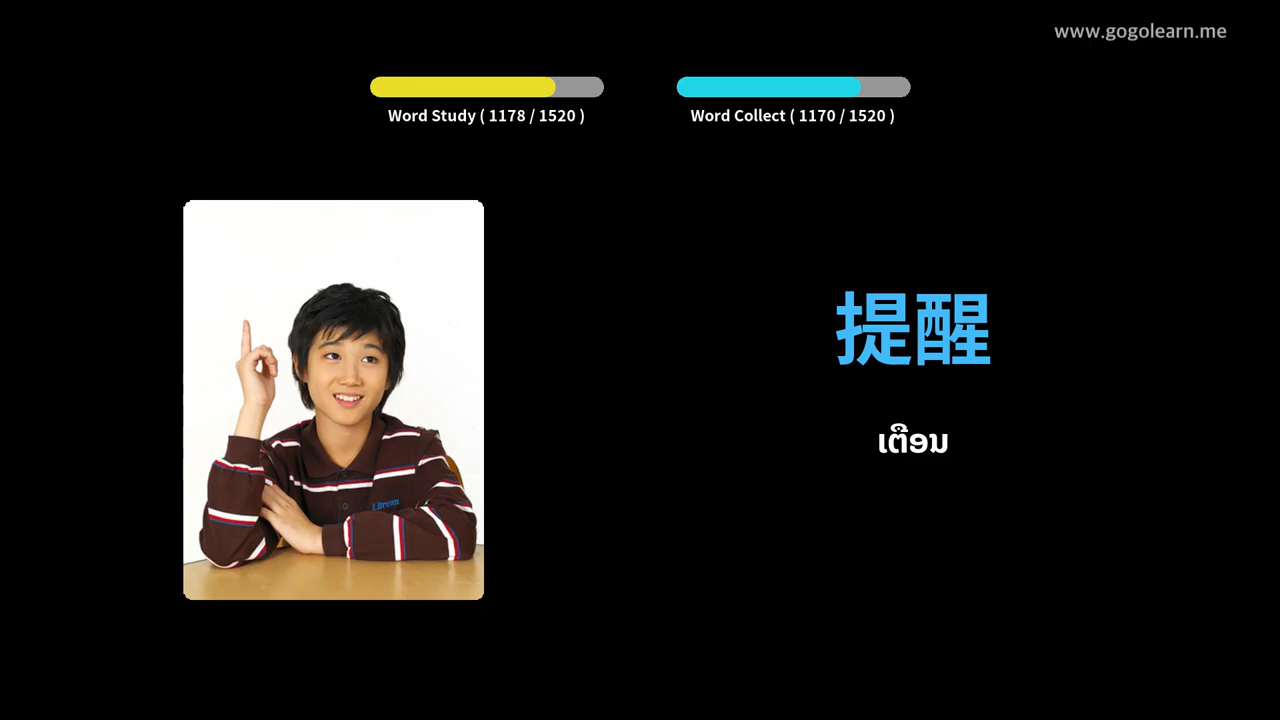 www.gogolearn.me
Word Study ( 1178 / 1520 )
Word Collect ( 1170 / 1520 )
提醒
ເຕືອນ